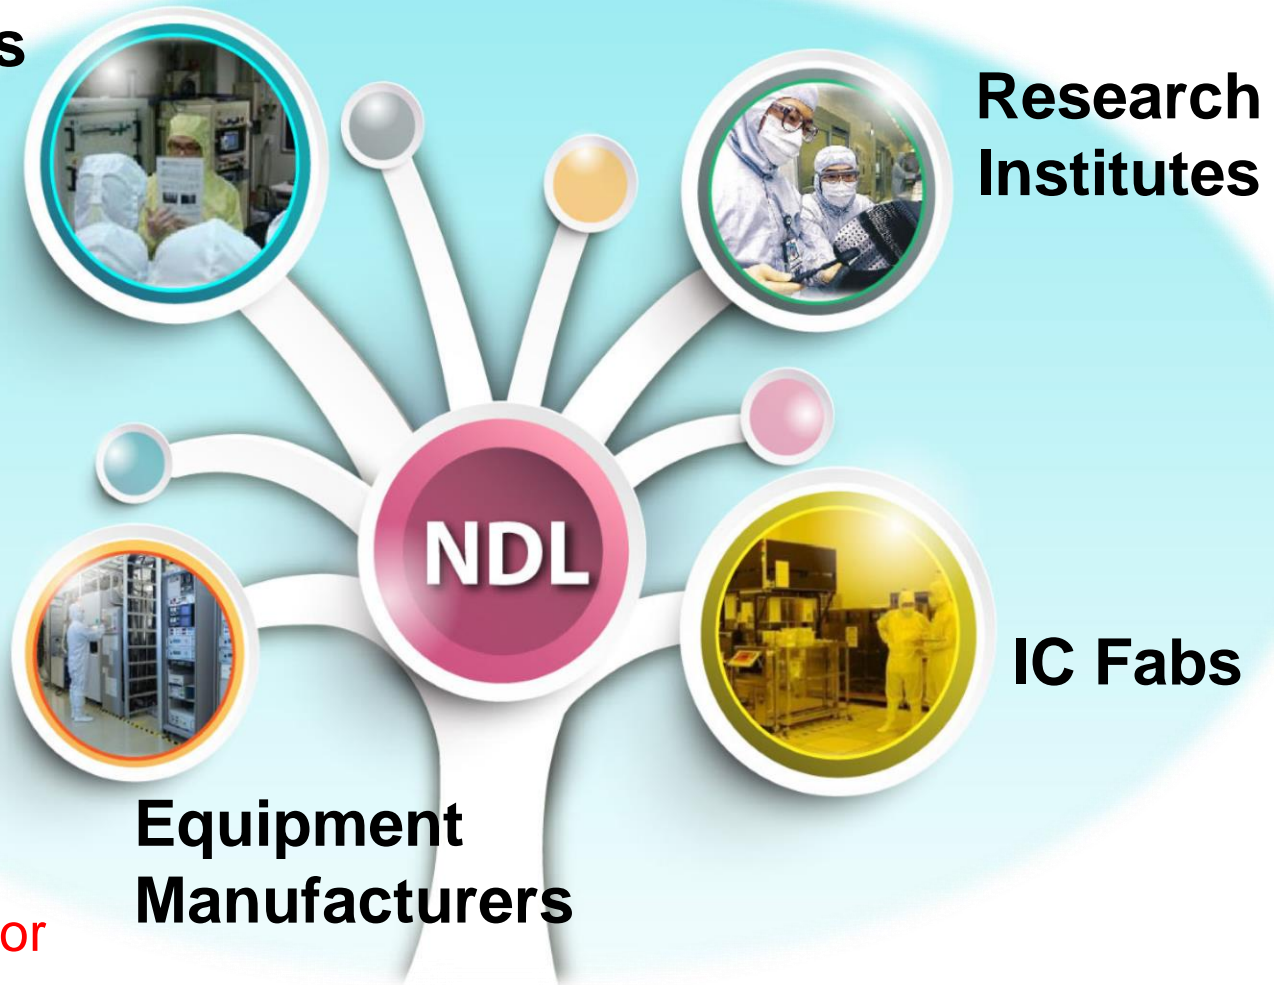 s
Research
Institutes
NDL
IC Fabs
Equipment
Manufacturers
or